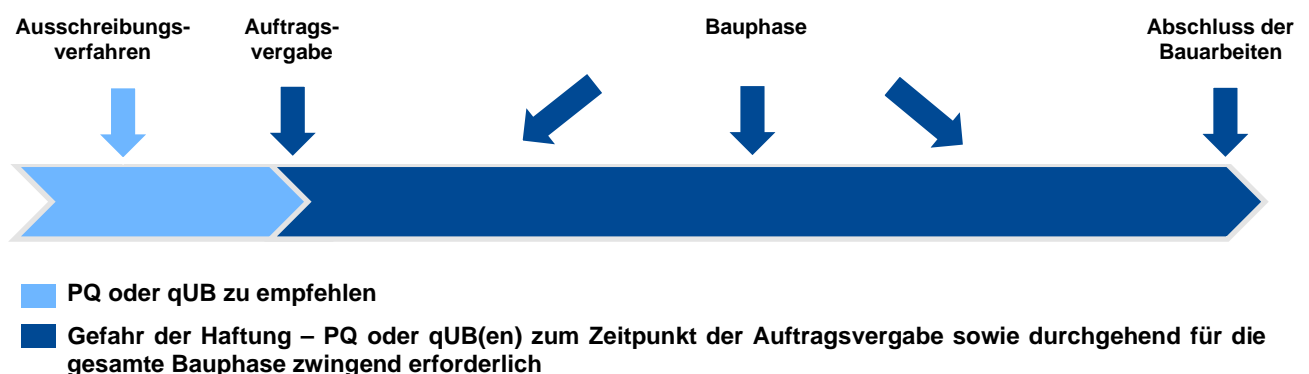 Ausschreibungs-
verfahren
Auftrags-
vergabe
Bauphase
Abschluss der
Bauarbeiten
PQ oder qUB zu empfehlen
Gefahr der Haftung – PQ oder qUB(en) zum Zeitpunkt der Auftragsvergabe sowie durchgehend für die
gesamte Bauphase zwingend erforderlich